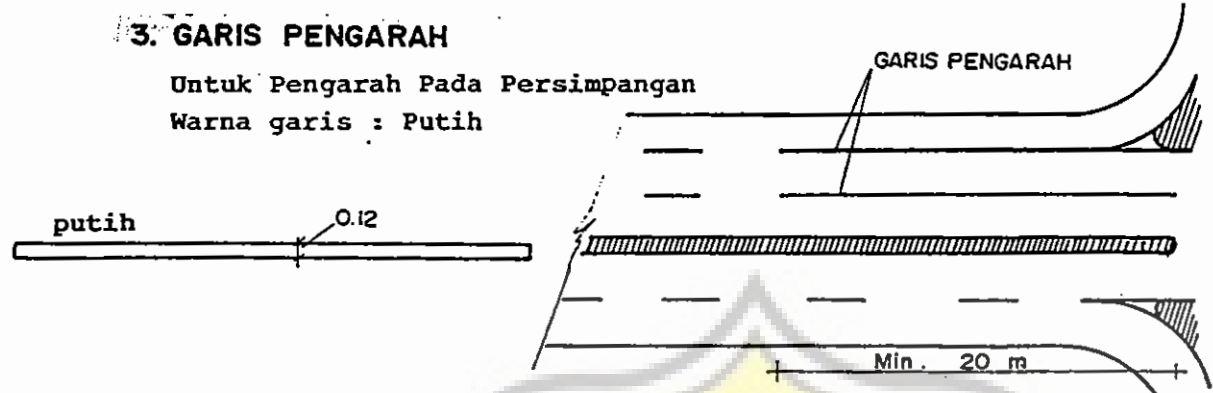 3. GARIS PENGARAH
Untuk Pengarah Pada Persimpangan
Warna garis : Putih
GARIS PENGARAH
putih
0.12
Min. 20 m